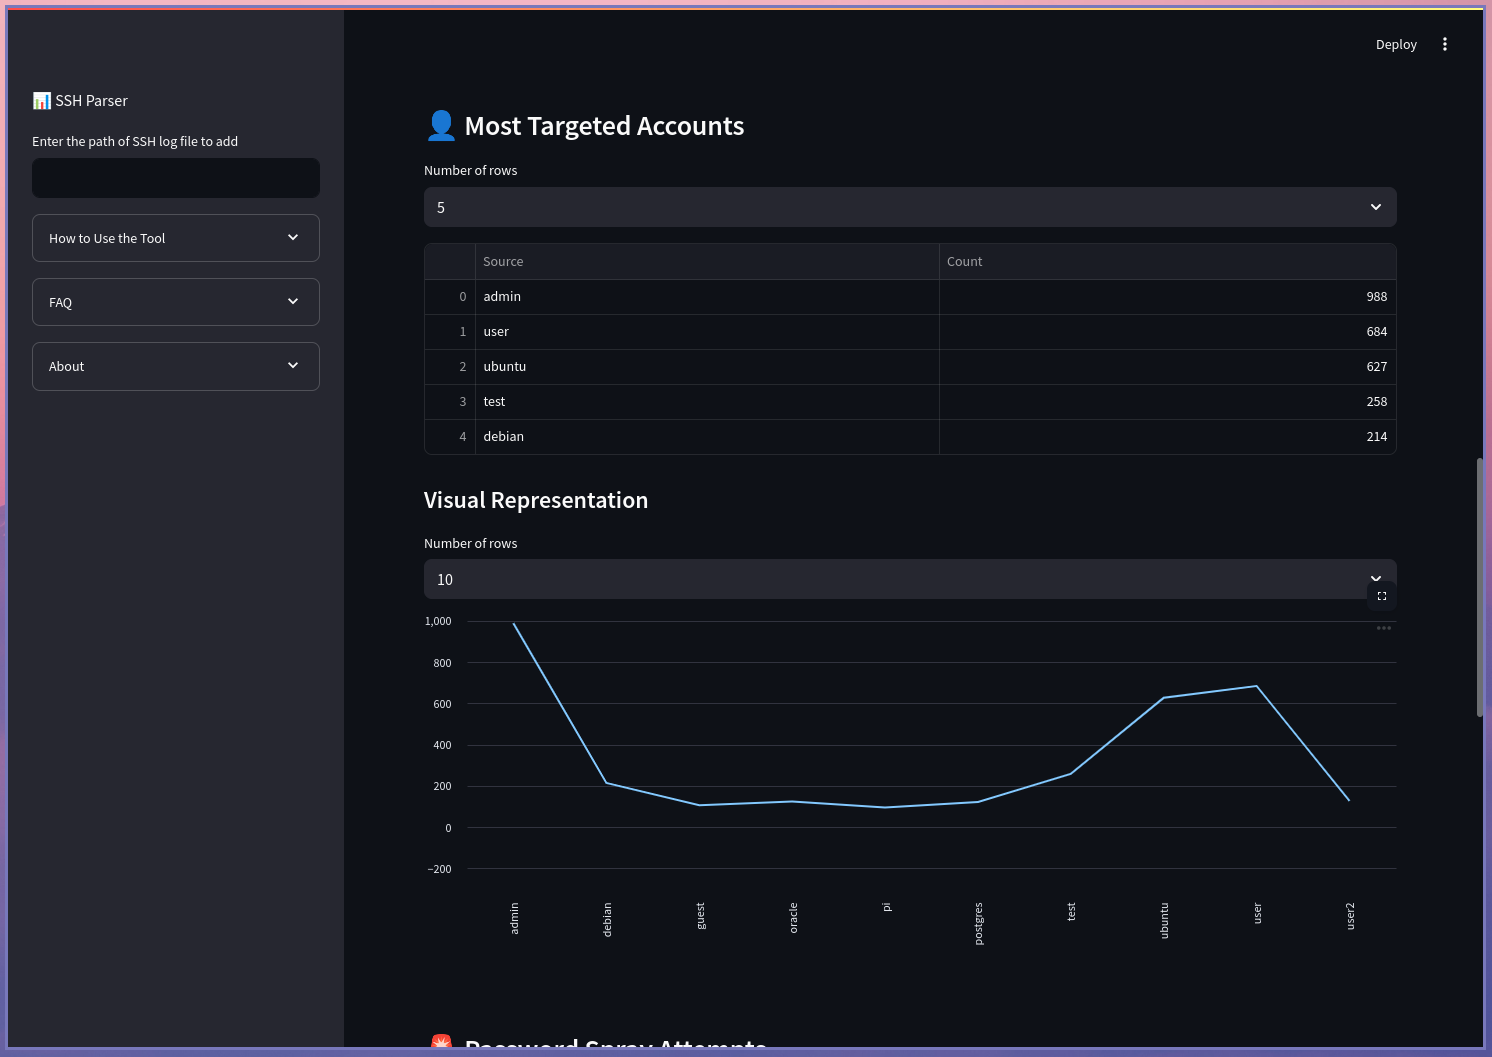 Deploy
SSH Parser
Enter the path of SSH log file to add
How to Use the Tool
FAQ
About
Most Targeted Accounts
Number of rows
5
Source Count
0 admin 988
1 user 684
2 ubuntu 627
3 test 258
4 debian 214
Visual Representation
Number of rows
10
1,000
800
600
400
200
0
−200
admin debian guest oracle pi postgres test ubuntu user user2
Password Spray Attempts